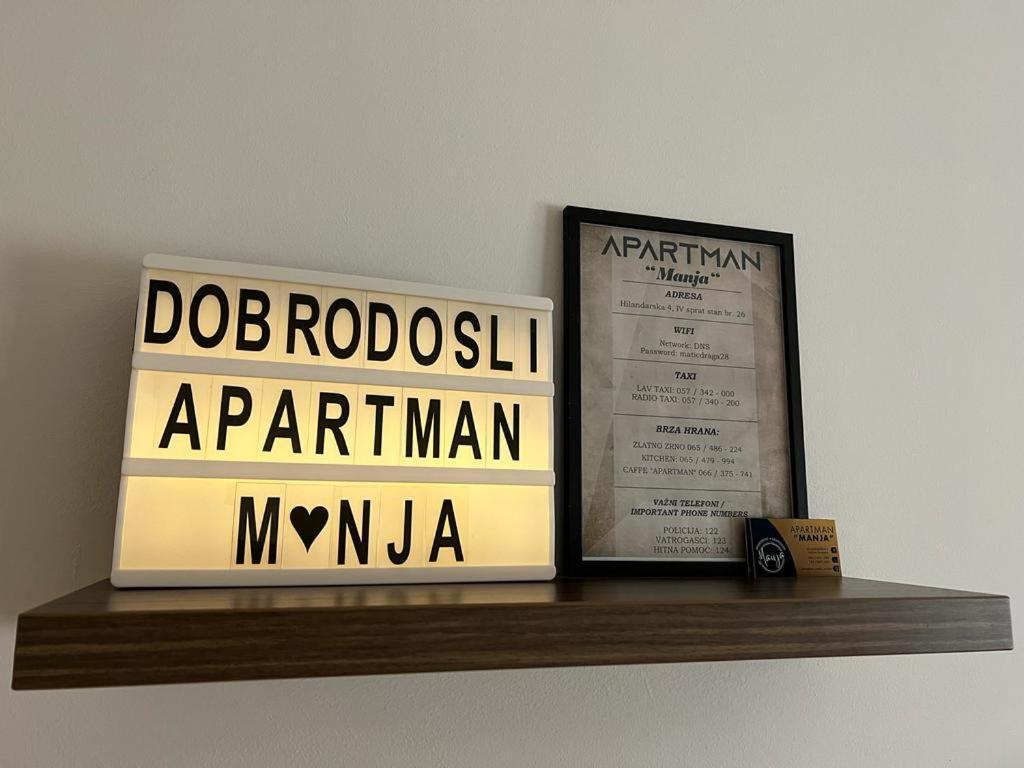 DOBRODOSLI
APARTMAN
M♥NJA
APARTMAN
"Manja"
ADRESA
Hilandarska 4, IV sprat stan br. 26
WIFI
Network: DNS
Password: maticdraga28
TAXI
LAV TAXI: 057 / 342 - 000
RADIO TAXI: 057 / 340 - 200
BRZA HRANA:
ZLATNO ZRNO 065 / 486 - 224
KITCHEN: 065 / 479 - 994
CAFFE "APARTMAN" 066 / 375 - 741
VAŽNI TELEFONI /
IMPORTANT PHONE NUMBERS
POLICIJA: 122
VATROGASCI: 123
HITNA POMOC: 124
Manja
APARTMAN
"MANJA"